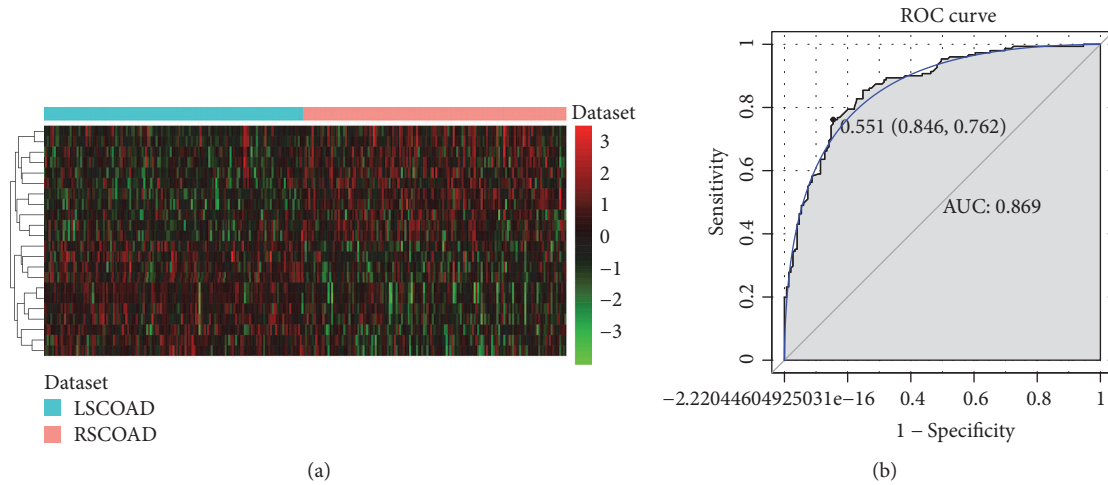 Dataset
3
2
1
0
−1
−2
−3
Dataset
LSCOAD
RSCOAD
(a)
ROC curve
1
0.8
0.6
0.4
0.2
0
Sensitivity
0.551 (0.846, 0.762)
AUC: 0.869
−2.22044604925031e−16 0.4 0.6 0.8 1
1 − Specificity
(b)